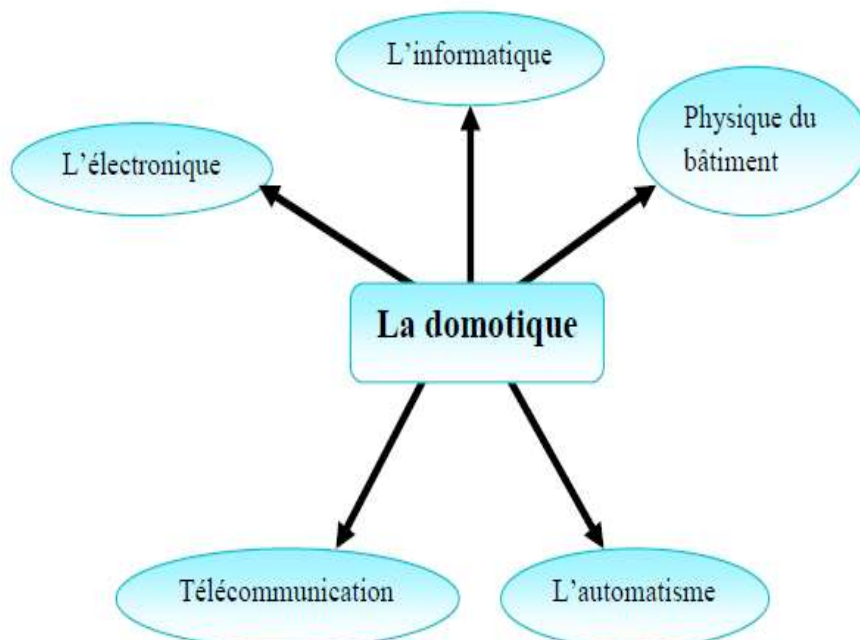 L’informatique
Physique du
bâtiment
L’électronique
La domotique
Télécommunication
L’automatisme